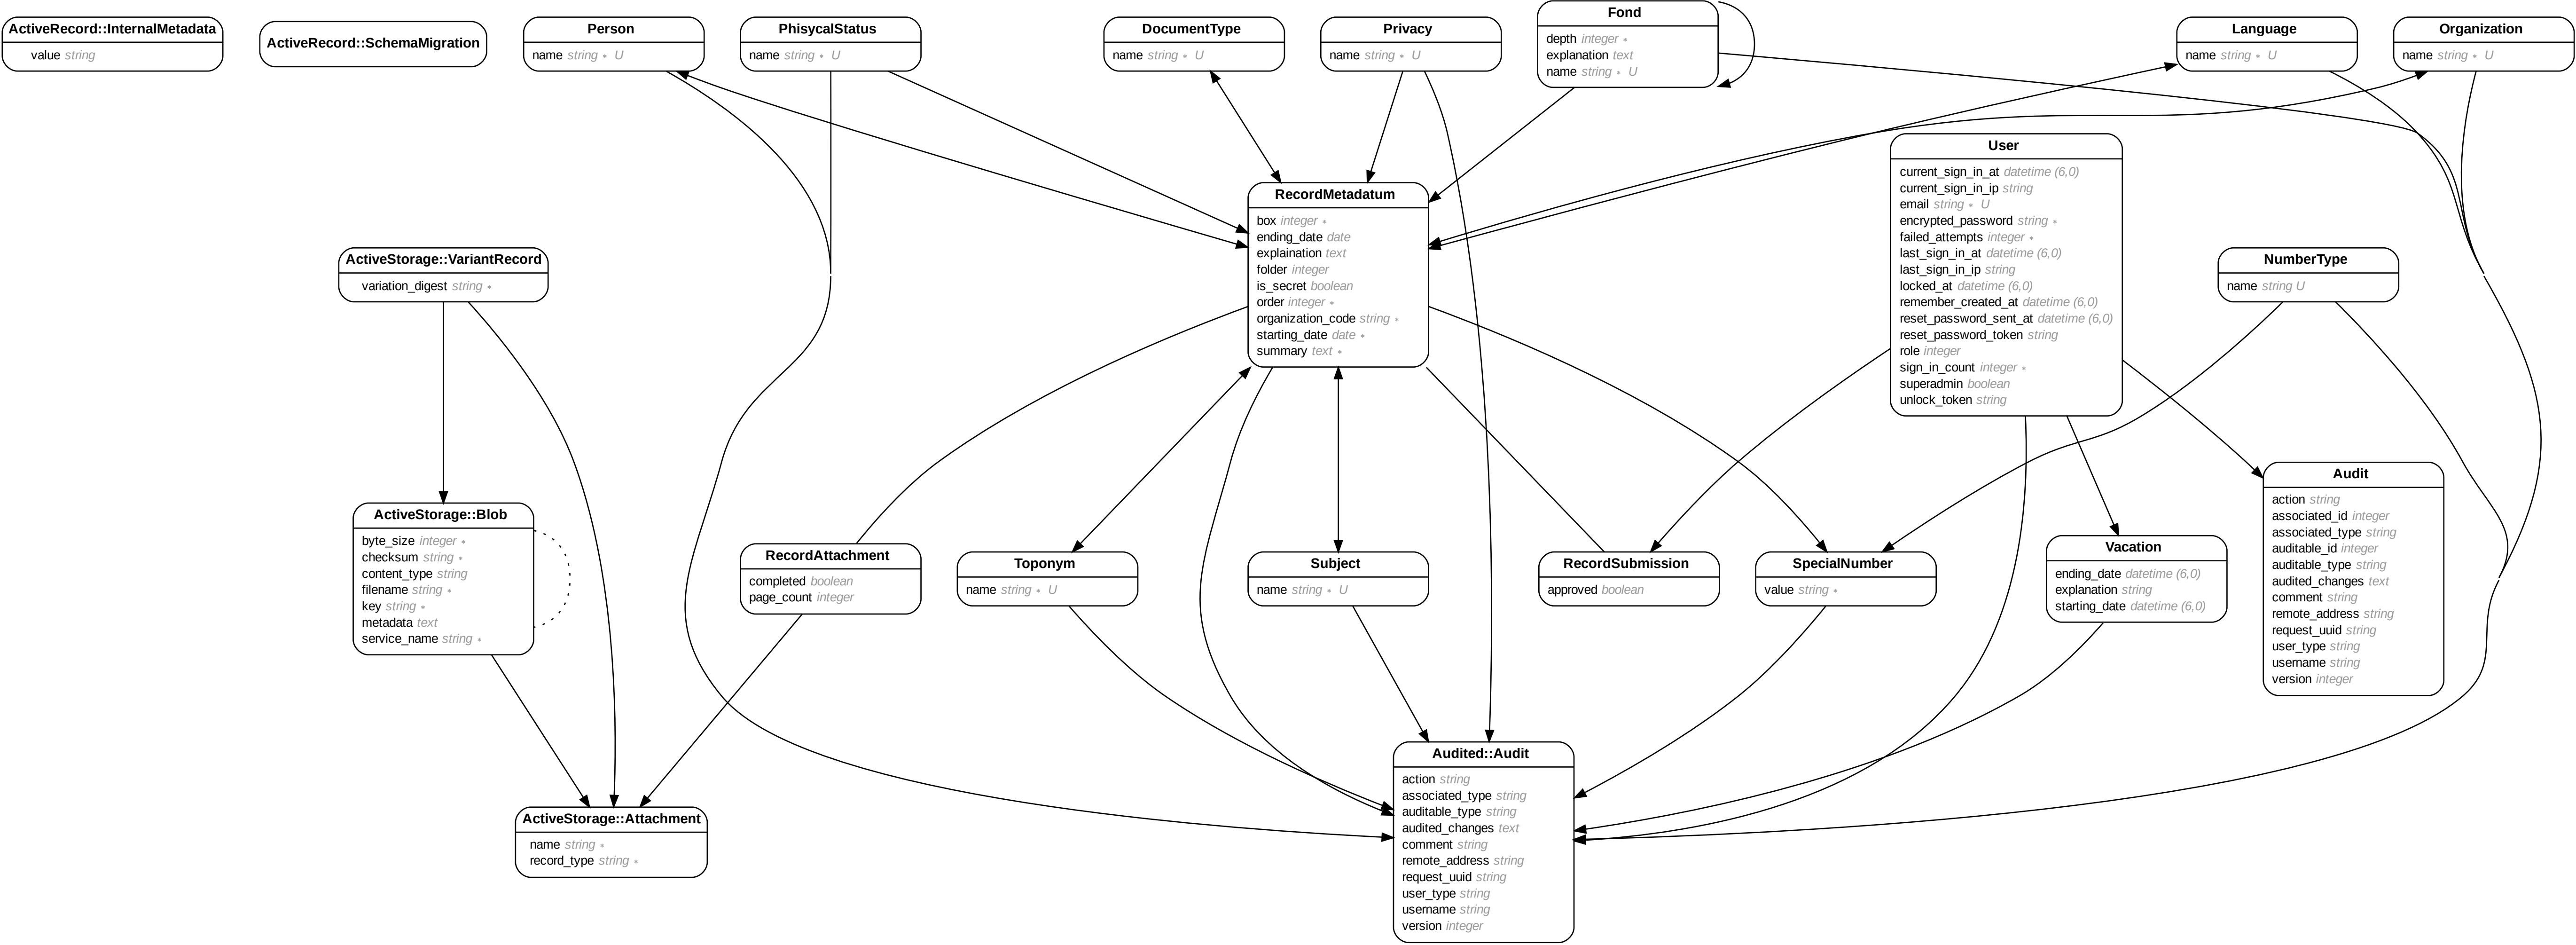 ActiveRecord::InternalMetadata
value string
ActiveRecord::SchemaMigration
Person
name string ∗ U
PhisycalStatus
name string ∗ U
DocumentType
name string ∗ U
Privacy
name string ∗ U
Fond
depth integer ∗
explanation text
name string ∗ U
Language
name string ∗ U
Organization
name string ∗ U
RecordMetadatum
box integer ∗
ending_date date
explaination text
folder integer
is_secret boolean
order integer ∗
organization_code string ∗
starting_date date ∗
summary text ∗
User
current_sign_in_at datetime (6,0)
current_sign_in_ip string
email string ∗ U
encrypted_password string ∗
failed_attempts integer ∗
last_sign_in_at datetime (6,0)
last_sign_in_ip string
locked_at datetime (6,0)
remember_created_at datetime (6,0)
reset_password_sent_at datetime (6,0)
reset_password_token string
role integer
sign_in_count integer ∗
superadmin boolean
unlock_token string
ActiveStorage::VariantRecord
variation_digest string ∗
NumberType
name string U
ActiveStorage::Blob
byte_size integer ∗
checksum string ∗
content_type string
filename string ∗
key string ∗
metadata text
service_name string ∗
RecordAttachment
completed boolean
page_count integer
Toponym
name string ∗ U
Subject
name string ∗ U
RecordSubmission
approved boolean
SpecialNumber
value string ∗
Vacation
ending_date datetime (6,0)
explanation string
starting_date datetime (6,0)
Audit
action string
associated_id integer
associated_type string
auditable_id integer
auditable_type string
audited_changes text
comment string
remote_address string
request_uuid string
user_type string
username string
version integer
ActiveStorage::Attachment
name string ∗
record_type string ∗
Audited::Audit
action string
associated_type string
auditable_type string
audited_changes text
comment string
remote_address string
request_uuid string
user_type string
username string
version integer